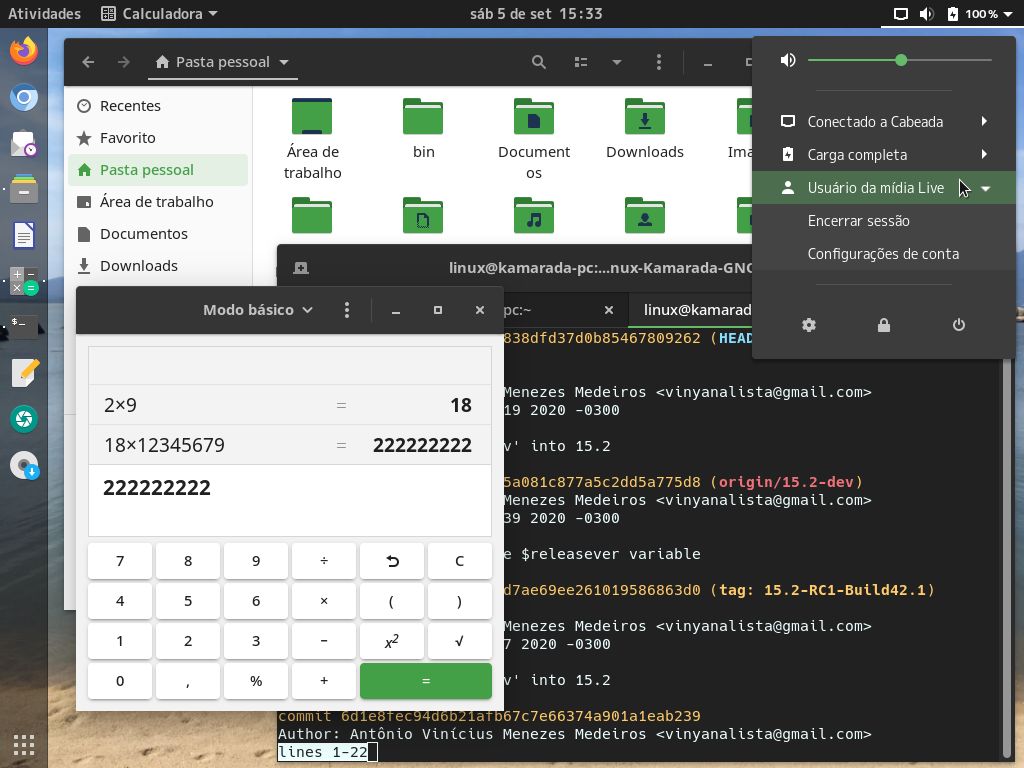 Atividades
Calculadora
sáb 5 de set 15:33
100 %
Pasta pessoal
Recentes
Favorito
Pasta pessoal
Área de trabalho
Documentos
Downloads
Área de
trabalho
bin
Document
os
Downloads
Conectado a Cabeada
Carga completa
Usuário da mídia Live
Encerrar sessão
Configurações de conta
linux@kamarada-pc:...nux-Kamarada-GNO
pc:~
linux@kamarad
838dfd37d0b85467809262 (HEAD
Menezes Medeiros <vinyanalista@gmail.com>
19 2020 -0300
v' into 15.2
5a081c877a5c2dd5a775d8 (origin/15.2-dev)
Menezes Medeiros <vinyanalista@gmail.com>
39 2020 -0300
e $releasever variable
d7ae69ee26101958686​3d0 (tag: 15.2-RC1-Build42.1)
Menezes Medeiros <vinyanalista@gmail.com>
7 2020 -0300
v' into 15.2
commit 6d1e8fec94d6b21afb67c7e66374a901a1eab239
Author: Antônio Vinícius Menezes Medeiros <vinyanalista@gmail.com>
lines 1-22
Modo básico
2×9 = 18
18×12345679 = 222222222
222222222
7 8 9 ÷ C
4 5 6 × ( )
1 2 3 − x² √
0 , % + =